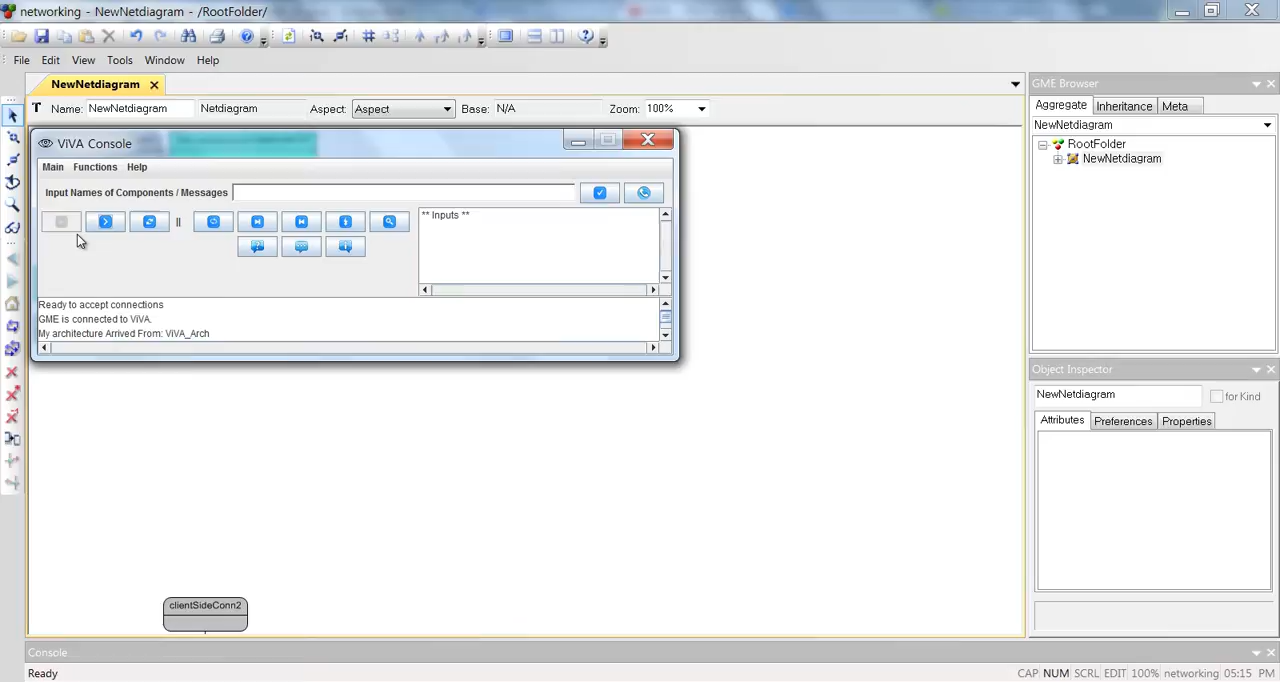 networking - NewNetdiagram - /RootFolder/
File Edit View Tools Window Help
NewNetdiagram
Name: NewNetdiagram Netdiagram Aspect: Aspect Base: N/A Zoom: 100%
ViVA Console
Main Functions Help
Input Names of Components / Messages
** Inputs **
Ready to accept connections
GME is connected to ViVA.
My architecture Arrived From: ViVA_Arch
clientSideConn2
GME Browser
Aggregate Inheritance Meta
NewNetdiagram
RootFolder
NewNetdiagram
Object Inspector
NewNetdiagram for Kind
Attributes Preferences Properties
Console
Ready CAP NUM SCRL EDIT 100% networking 05:15 PM